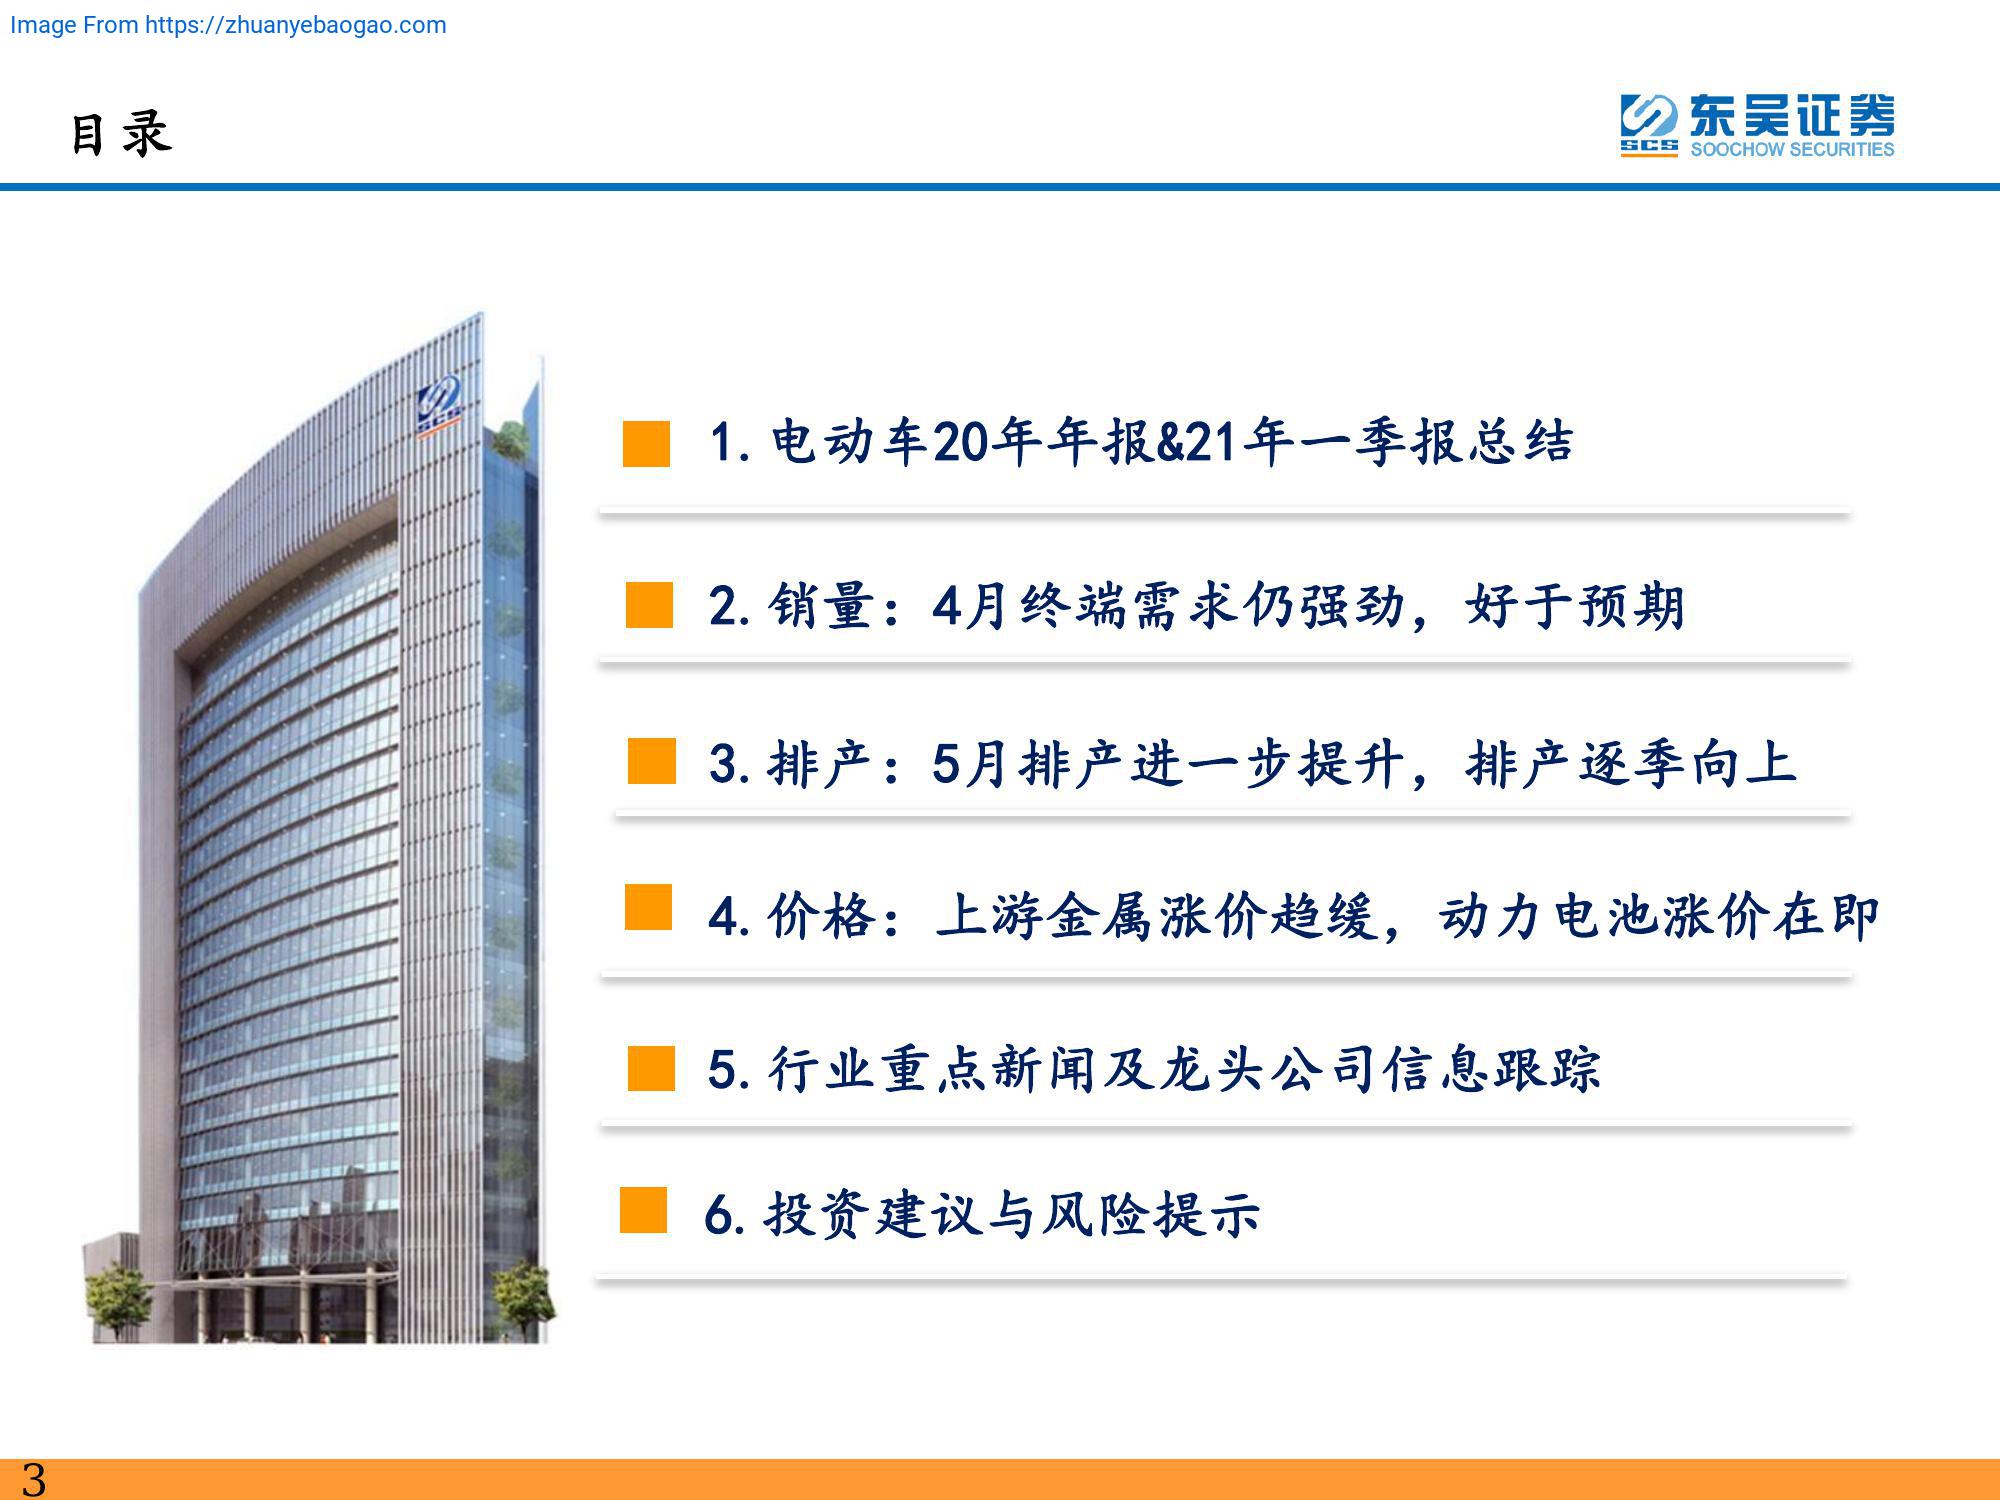 Image From https://zhuanyebaogao.com
目录
东吴证券
SCS
SOOCHOW SECURITIES
SCS
1. 电动车20年年报&21年一季报总结
2. 销量：4月终端需求仍强劲，好于预期
3. 排产：5月排产进一步提升，排产逐季向上
4. 价格：上游金属涨价趋缓，动力电池涨价在即
5. 行业重点新闻及龙头公司信息跟踪
6. 投资建议与风险提示
3